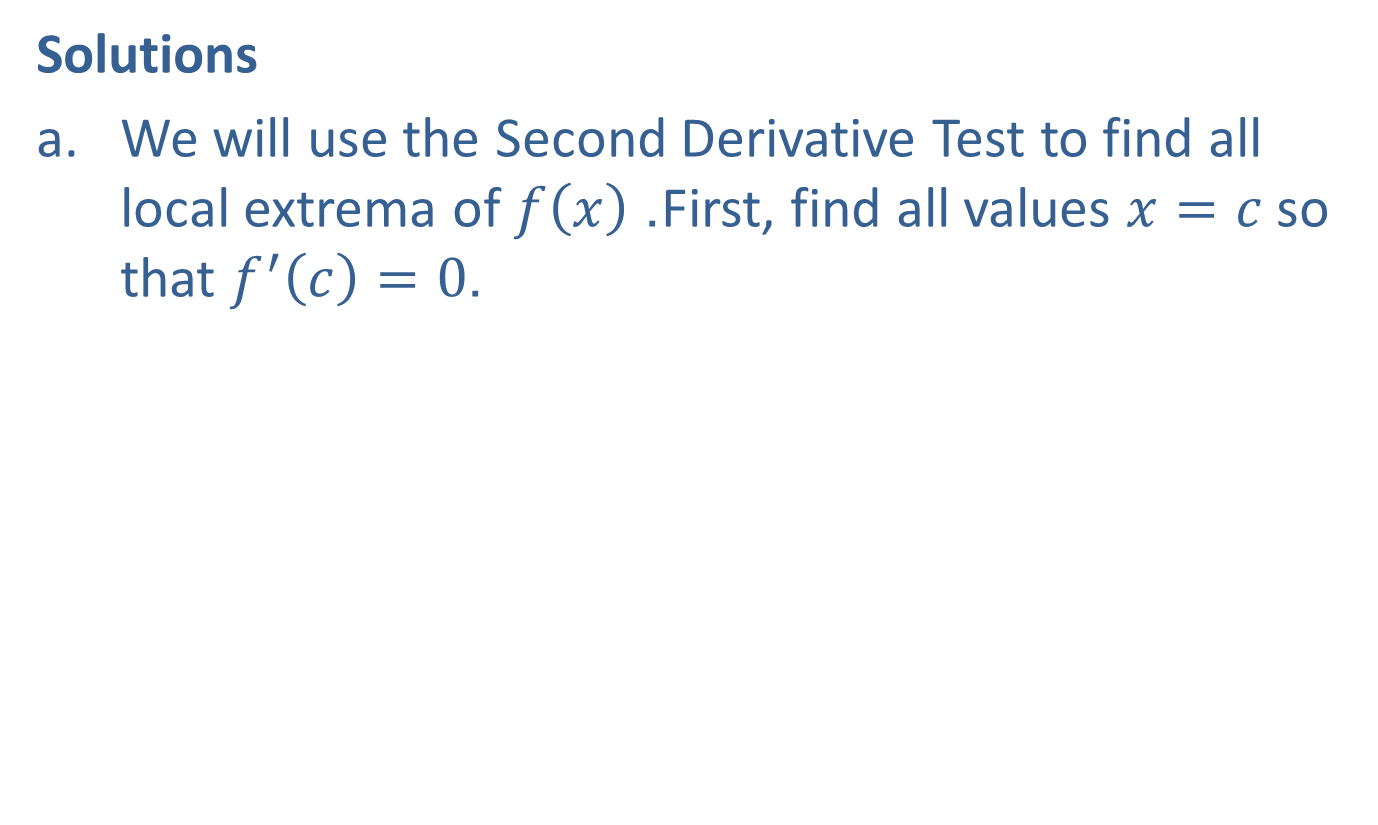 Solutions
a. We will use the Second Derivative Test to find all
local extrema of 𝑓(𝑥) .First, find all values 𝑥 = 𝑐 so
that 𝑓′(𝑐) = 0.